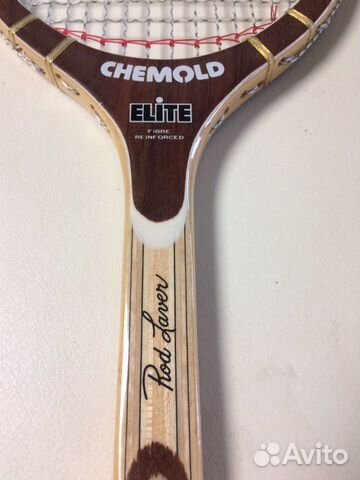 CHEMOLD
ELITE
FIBRE
REINFORCED
Rod Laver
Avito